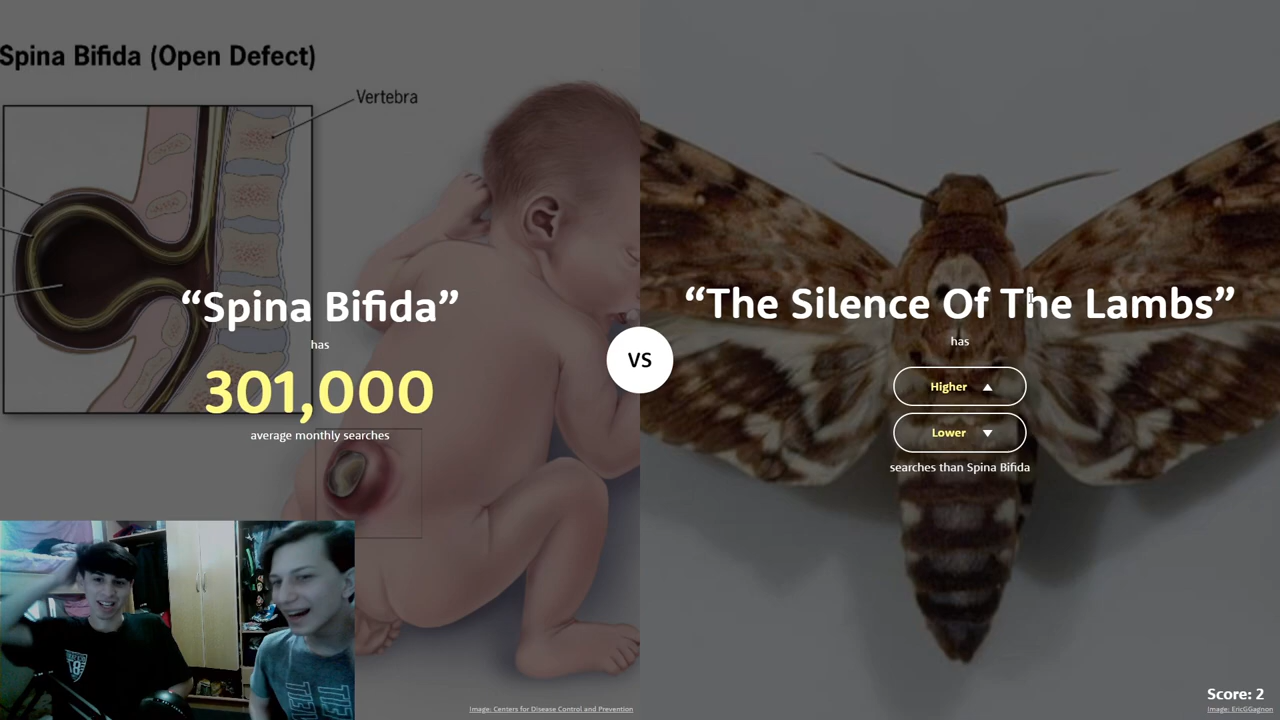 Spina Bifida (Open Defect)
Vertebra
“Spina Bifida”
has
301,000
average monthly searches
VS
“The Silence Of The Lambs”
has
Higher
Lower
searches than Spina Bifida
Image: Centers for Disease Control and Prevention
Score: 2
Image: EricGGagnon